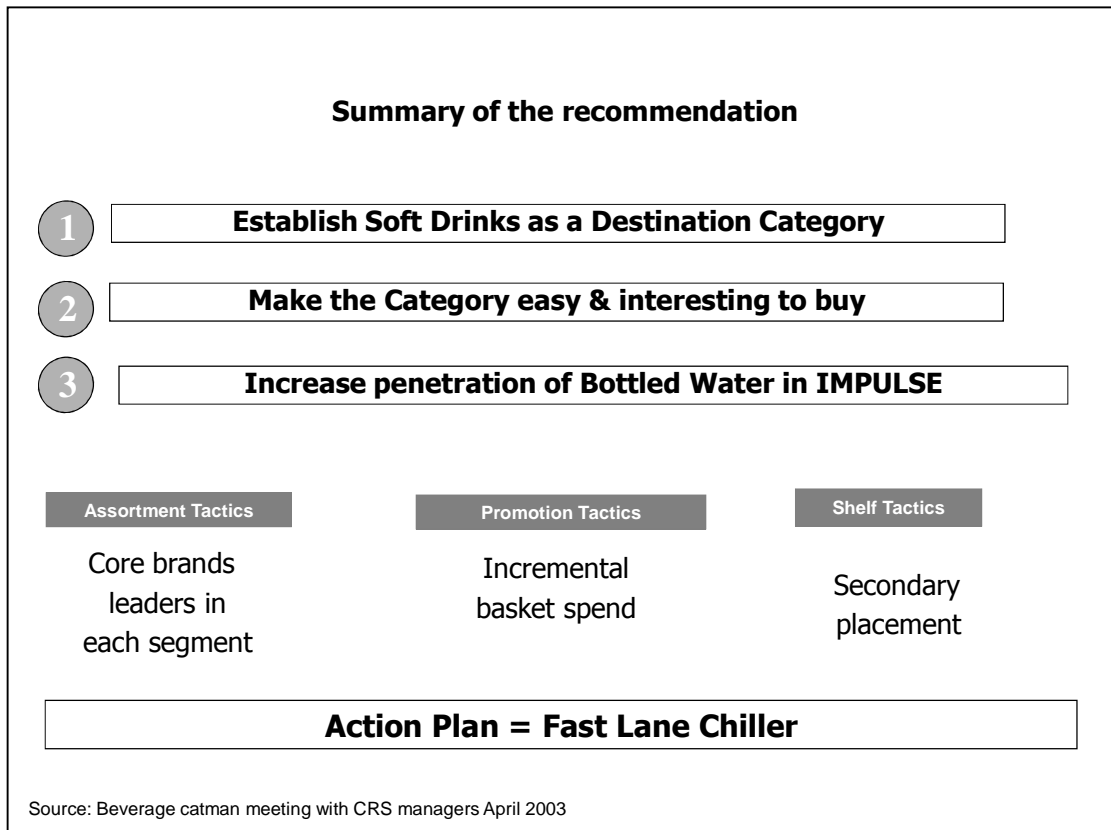 Summary of the recommendation
1
Establish Soft Drinks as a Destination Category
2
Make the Category easy & interesting to buy
3
Increase penetration of Bottled Water in IMPULSE
Assortment Tactics
Core brands
leaders in
each segment
Promotion Tactics
Incremental
basket spend
Shelf Tactics
Secondary
placement
Action Plan = Fast Lane Chiller
Source: Beverage catman meeting with CRS managers April 2003